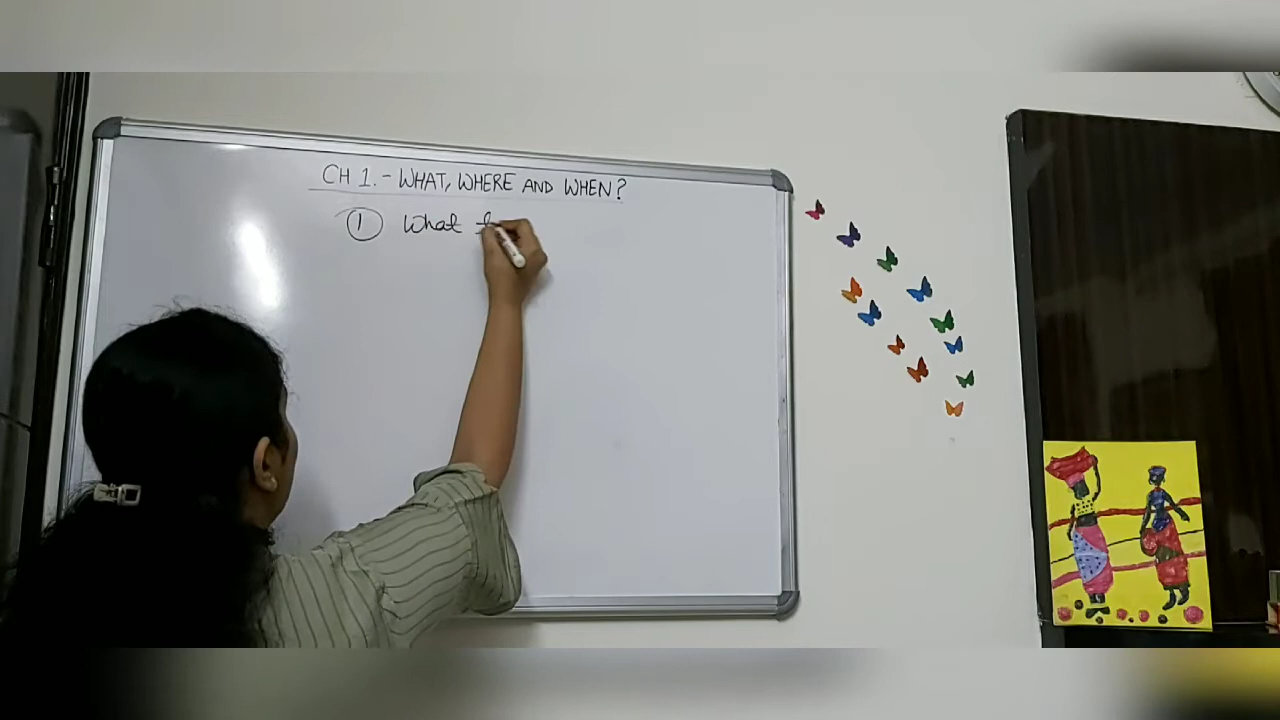 CH 1. - WHAT, WHERE AND WHEN?
① What